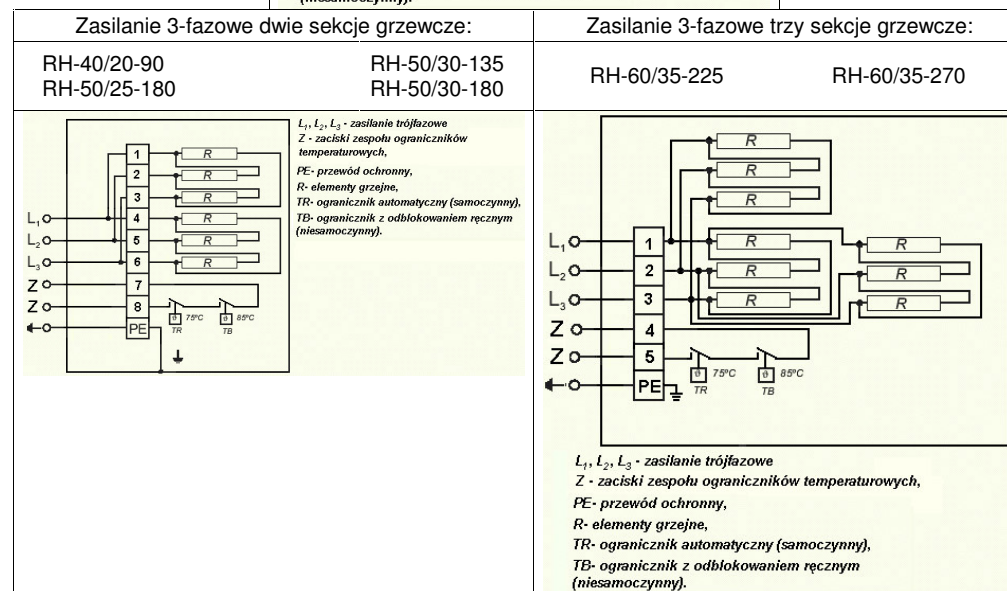 (niesamoczynny).
Zasilanie 3-fazowe dwie sekcje grzewcze:
RH-40/20-90 RH-50/30-135
RH-50/25-180 RH-50/30-180
L1, L2, L3 - zasilanie trójfazowe
Z - zaciski zespołu ograniczników
temperaturowych,
PE- przewód ochronny,
R- elementy grzejne,
TR- ogranicznik automatyczny (samoczynny),
TB- ogranicznik z odblokowaniem ręcznym
(niesamoczynny).
1 R
2 R
3 R
L1 4 R
L2 5 R
L3 6 R
Z 7
Z 8 ϑ 75°C ϑ 85°C
TR TB
PE
Zasilanie 3-fazowe trzy sekcje grzewcze:
RH-60/35-225 RH-60/35-270
R
R
R
L1 1 R R
L2 2 R R
L3 3 R R
Z 4
Z 5 ϑ 75°C ϑ 85°C
PE TR TB
L1, L2, L3 - zasilanie trójfazowe
Z - zaciski zespołu ograniczników temperaturowych,
PE- przewód ochronny,
R- elementy grzejne,
TR- ogranicznik automatyczny (samoczynny),
TB- ogranicznik z odblokowaniem ręcznym
(niesamoczynny).